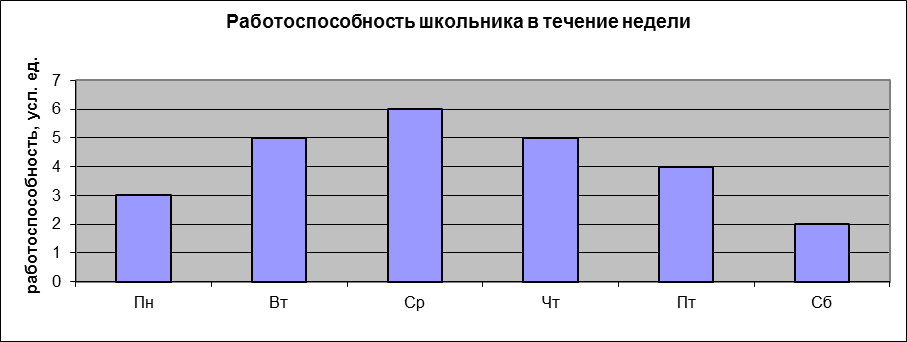 Работоспособность школьника в течение недели
работоспособность, усл. ед.
7
6
5
4
3
2
1
0
Пн Вт Ср Чт Пт Сб